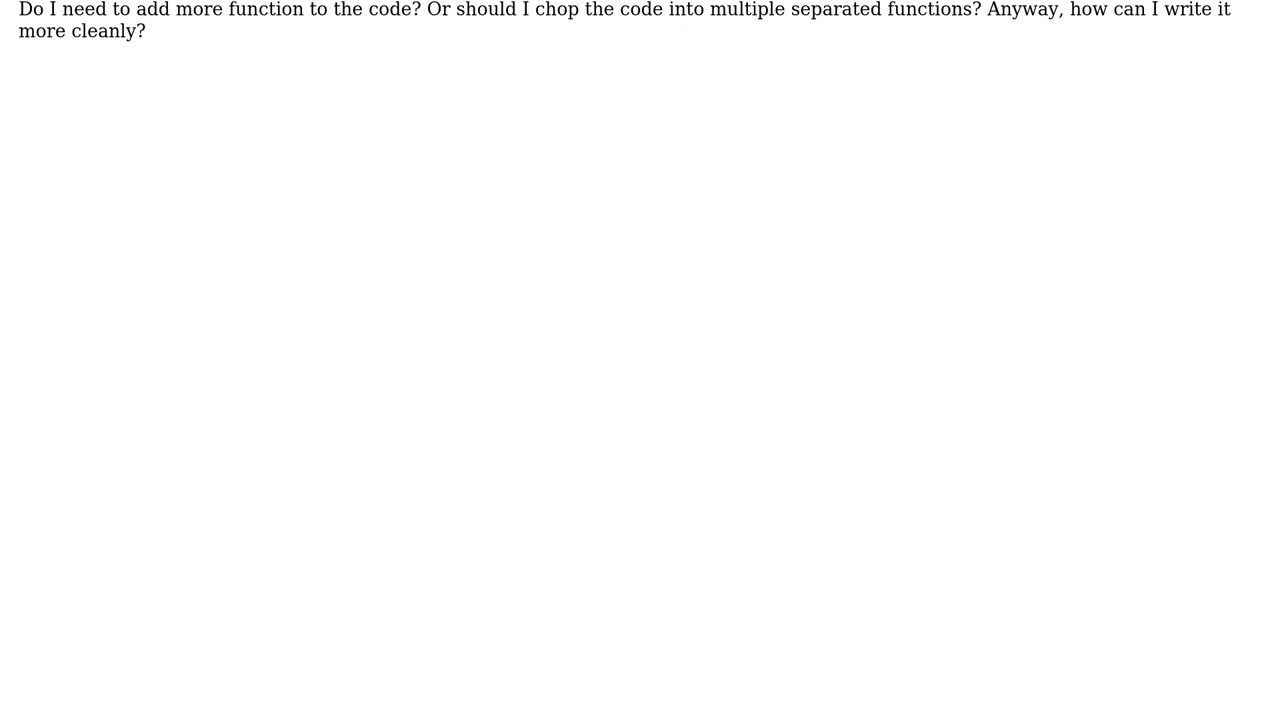 Do I need to add more function to the code? Or should I chop the code into multiple separated functions? Anyway, how can I write it
more cleanly?